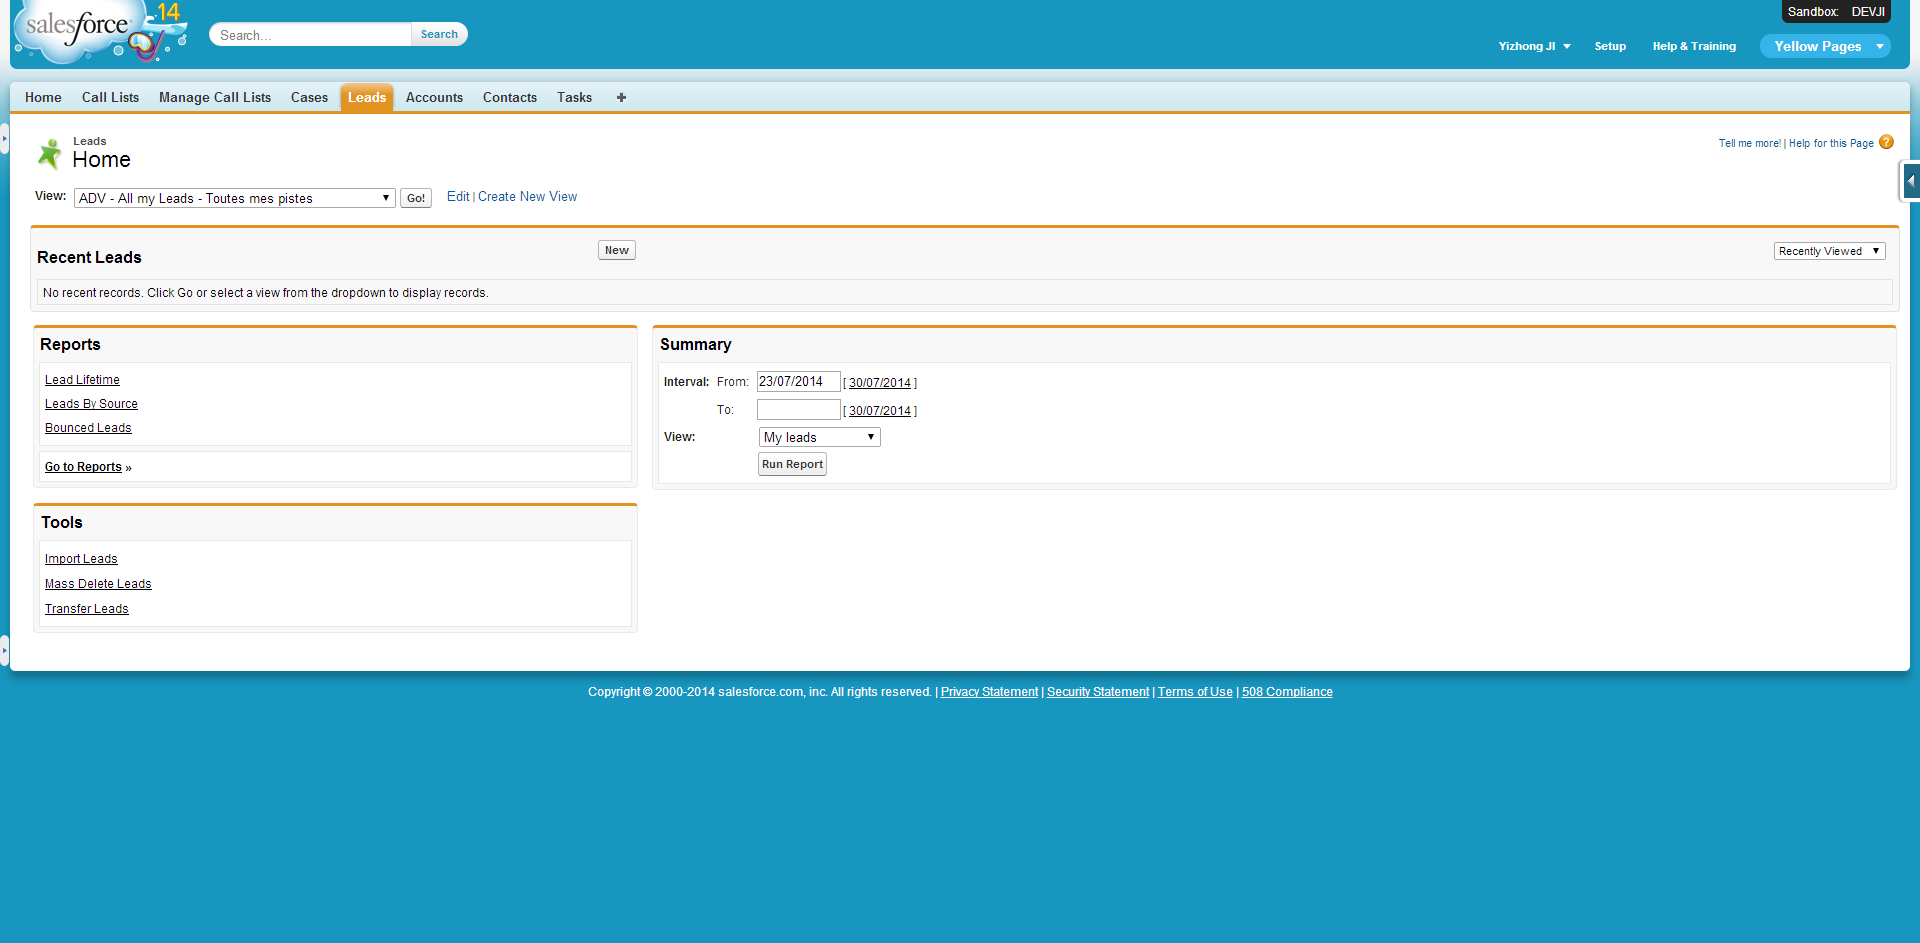 salesforce '14
Search... Search
Sandbox: DEVJI
Yizhong JI Setup Help & Training Yellow Pages
Home Call Lists Manage Call Lists Cases Leads Accounts Contacts Tasks +
Leads
Home
Tell me more! | Help for this Page ?
View: ADV - All my Leads - Toutes mes pistes Go! Edit | Create New View
Recent Leads New Recently Viewed
No recent records. Click Go or select a view from the dropdown to display records.
Reports
Lead Lifetime
Leads By Source
Bounced Leads
Go to Reports »
Summary
Interval: From: 23/07/2014 [ 30/07/2014 ]
To: [ 30/07/2014 ]
View: My leads
Run Report
Tools
Import Leads
Mass Delete Leads
Transfer Leads
Copyright © 2000-2014 salesforce.com, inc. All rights reserved. | Privacy Statement | Security Statement | Terms of Use | 508 Compliance